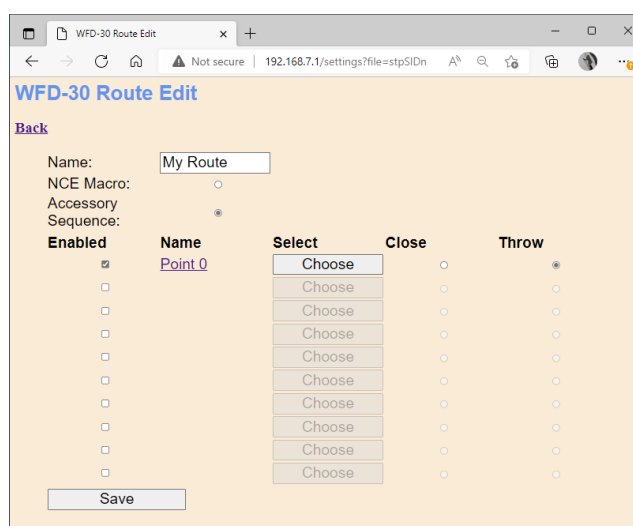 WFD-30 Route Edit
Not secure | 192.168.7.1/settings?file=stpSIDn
WFD-30 Route Edit
Back
Name: My Route
NCE Macro:
Accessory
Sequence:
Enabled Name Select Close Throw
Point 0 Choose
Choose
Choose
Choose
Choose
Choose
Choose
Choose
Choose
Choose
Save